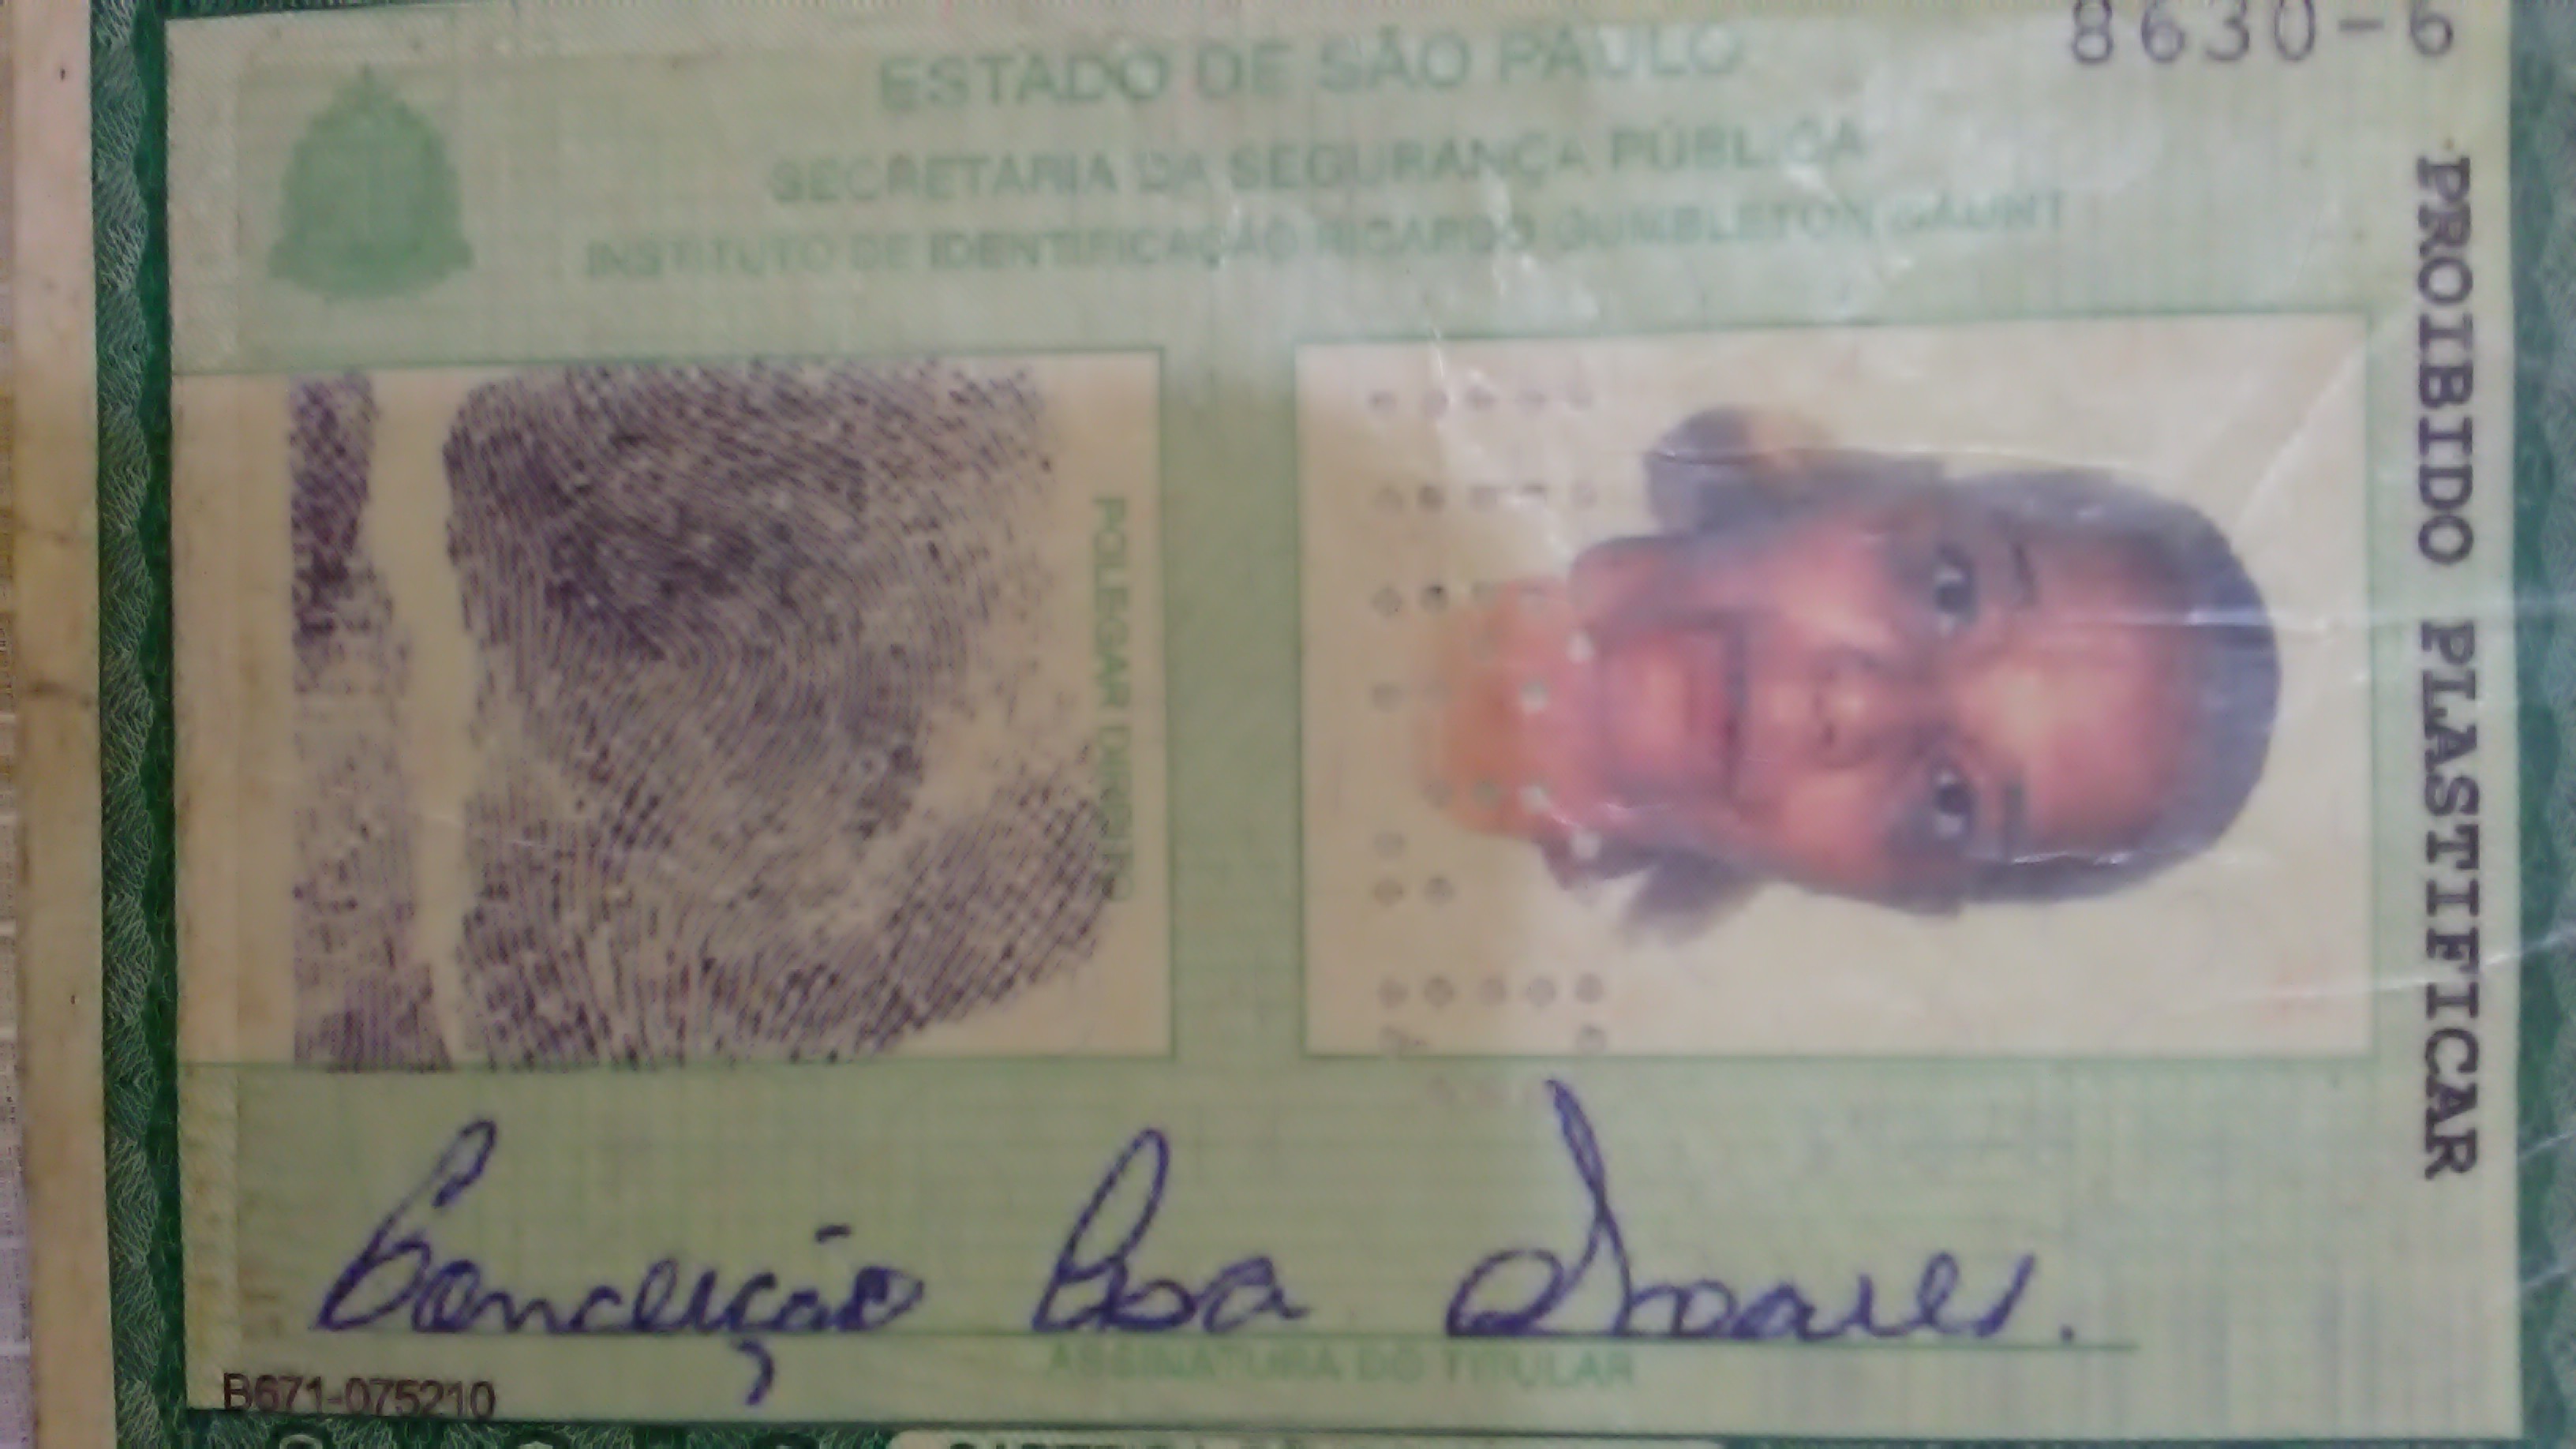 8630-6
ESTADO DE SÃO PAULO
SECRETARIA DA SEGURANÇA PÚBLICA
INSTITUTO DE IDENTIFICAÇÃO RICARDO GUMBLETON DAUNT
PROIBIDO PLASTIFICAR
POLEGAR DIREITO
Conceição Rosa Soares.
ASSINATURA DO TITULAR
B671-075210